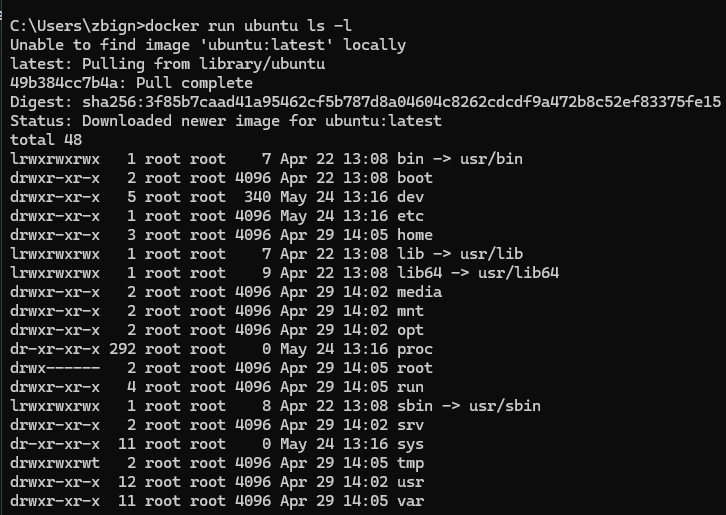 C:\Users\zbign>docker run ubuntu ls -l
Unable to find image 'ubuntu:latest' locally
latest: Pulling from library/ubuntu
49b384cc7b4a: Pull complete
Digest: sha256:3f85b7caad41a95462cf5b787d8a04604c8262cdcdf9a472b8c52ef83375fe15
Status: Downloaded newer image for ubuntu:latest
total 48
lrwxrwxrwx   1 root root    7 Apr 22 13:08 bin -> usr/bin
drwxr-xr-x   2 root root 4096 Apr 22 13:08 boot
drwxr-xr-x   5 root root  340 May 24 13:16 dev
drwxr-xr-x   1 root root 4096 May 24 13:16 etc
drwxr-xr-x   3 root root 4096 Apr 29 14:05 home
lrwxrwxrwx   1 root root    7 Apr 22 13:08 lib -> usr/lib
lrwxrwxrwx   1 root root    9 Apr 22 13:08 lib64 -> usr/lib64
drwxr-xr-x   2 root root 4096 Apr 29 14:02 media
drwxr-xr-x   2 root root 4096 Apr 29 14:02 mnt
drwxr-xr-x   2 root root 4096 Apr 29 14:02 opt
dr-xr-xr-x 292 root root    0 May 24 13:16 proc
drwx------   2 root root 4096 Apr 29 14:05 root
drwxr-xr-x   4 root root 4096 Apr 29 14:05 run
lrwxrwxrwx   1 root root    8 Apr 22 13:08 sbin -> usr/sbin
drwxr-xr-x   2 root root 4096 Apr 29 14:02 srv
dr-xr-xr-x  11 root root    0 May 24 13:16 sys
drwxrwxrwt   2 root root 4096 Apr 29 14:05 tmp
drwxr-xr-x  12 root root 4096 Apr 29 14:02 usr
drwxr-xr-x  11 root root 4096 Apr 29 14:05 var